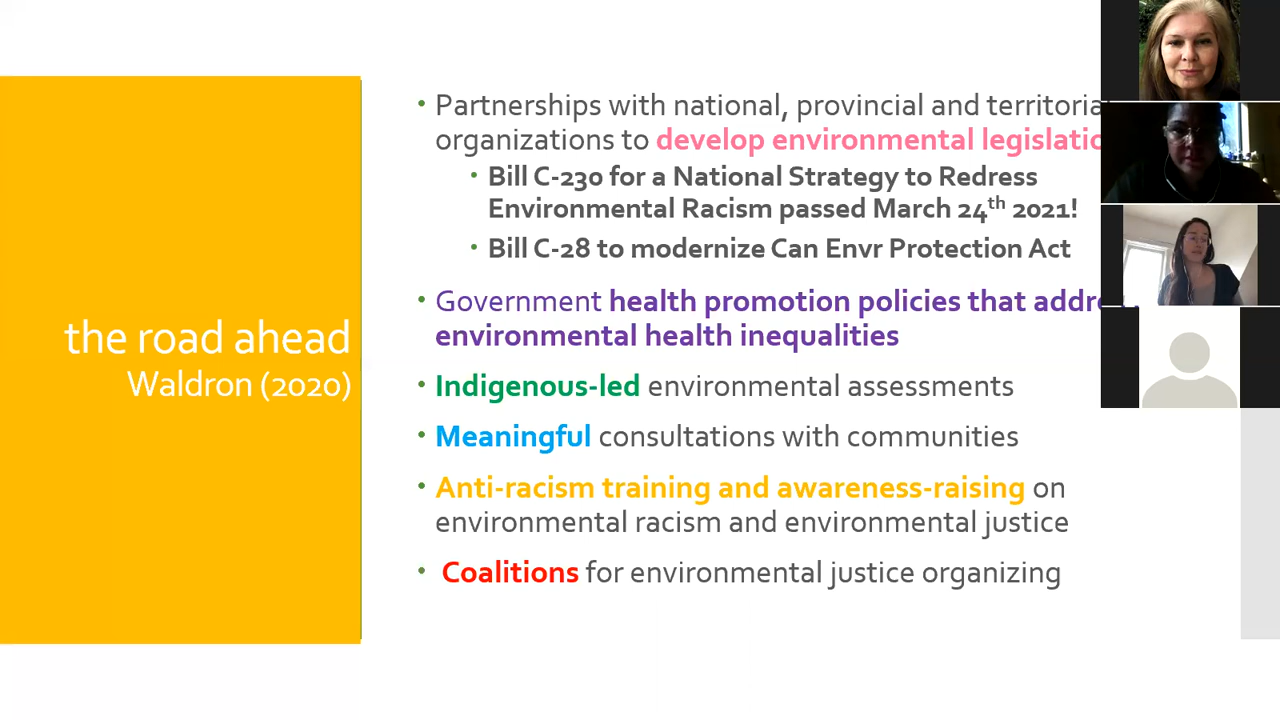 the road ahead
Waldron (2020)
• Partnerships with national, provincial and territorial
organizations to develop environmental
• Bill C-230 for a National Strategy to Redress
Environmental Racism passed March 24th 2021!
• Bill C-28 to modernize Can Envr Protection Act
• Government health promotion policies that
environmental health inequalities
• Indigenous-led environmental assessments
• Meaningful consultations with communities
• Anti-racism training and awareness-raising on
environmental racism and environmental justice
• Coalitions for environmental justice organizing